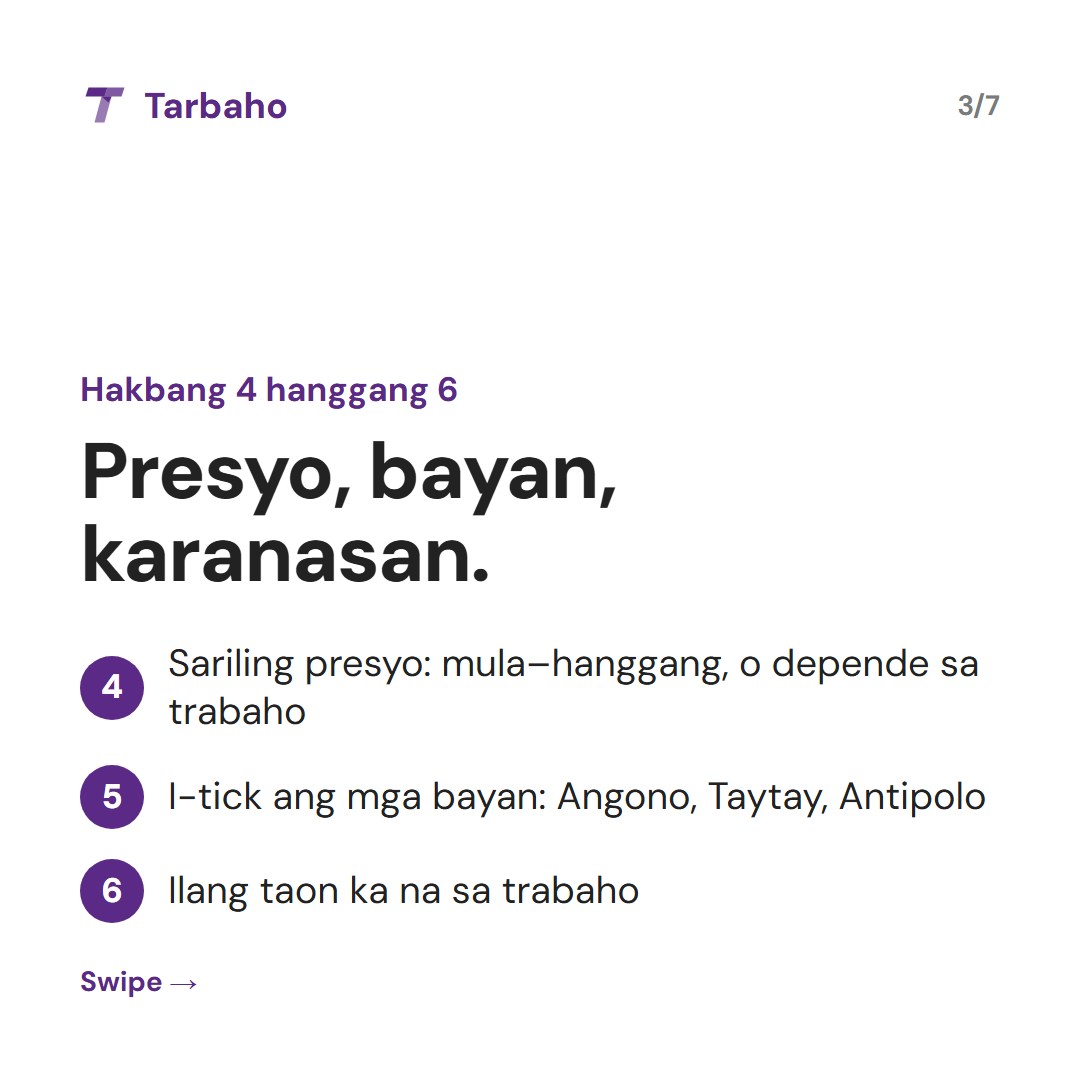 Tarbaho
3/7
Hakbang 4 hanggang 6
Presyo, bayan,
karanasan.
4 Sariling presyo: mula–hanggang, o depende sa
trabaho
5 I-tick ang mga bayan: Angono, Taytay, Antipolo
6 Ilang taon ka na sa trabaho
Swipe →